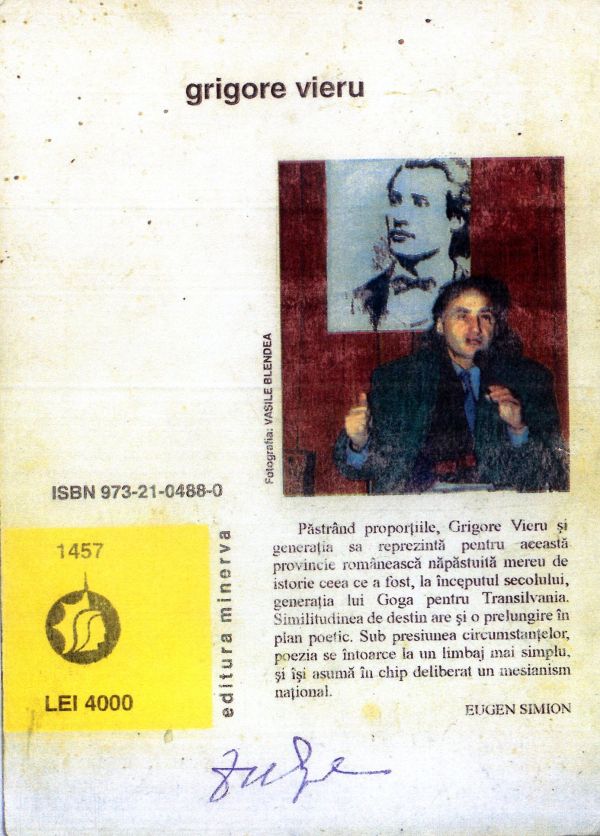 grigore vieru
Fotografia: VASILE BLENDEA
ISBN 973-21-0488-0
1457
LEI 4000
editura minerva
Păstrând proporțiile, Grigore Vieru și
generația sa reprezintă pentru această
provincie românească năpăstuită mereu de
istorie ceea ce a fost, la începutul secolului,
generația lui Goga pentru Transilvania.
Similitudinea de destin are și o prelungire în
plan poetic. Sub presiunea circumstanțelor,
poezia se întoarce la un limbaj mai simplu,
și își asumă în chip deliberat un mesianism
național.
EUGEN SIMION